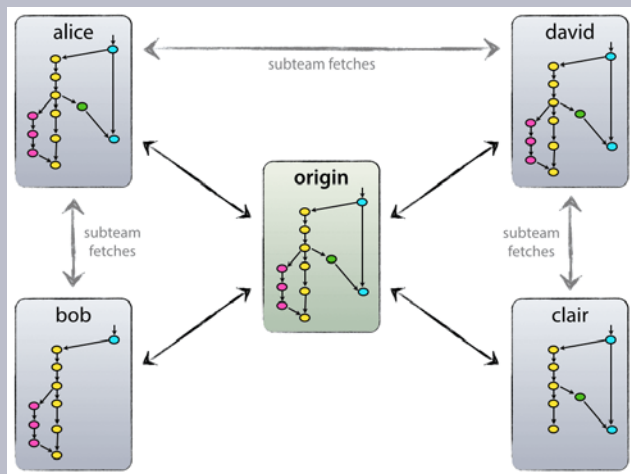 alice
david
subteam fetches
origin
subteam
fetches
subteam
fetches
bob
clair